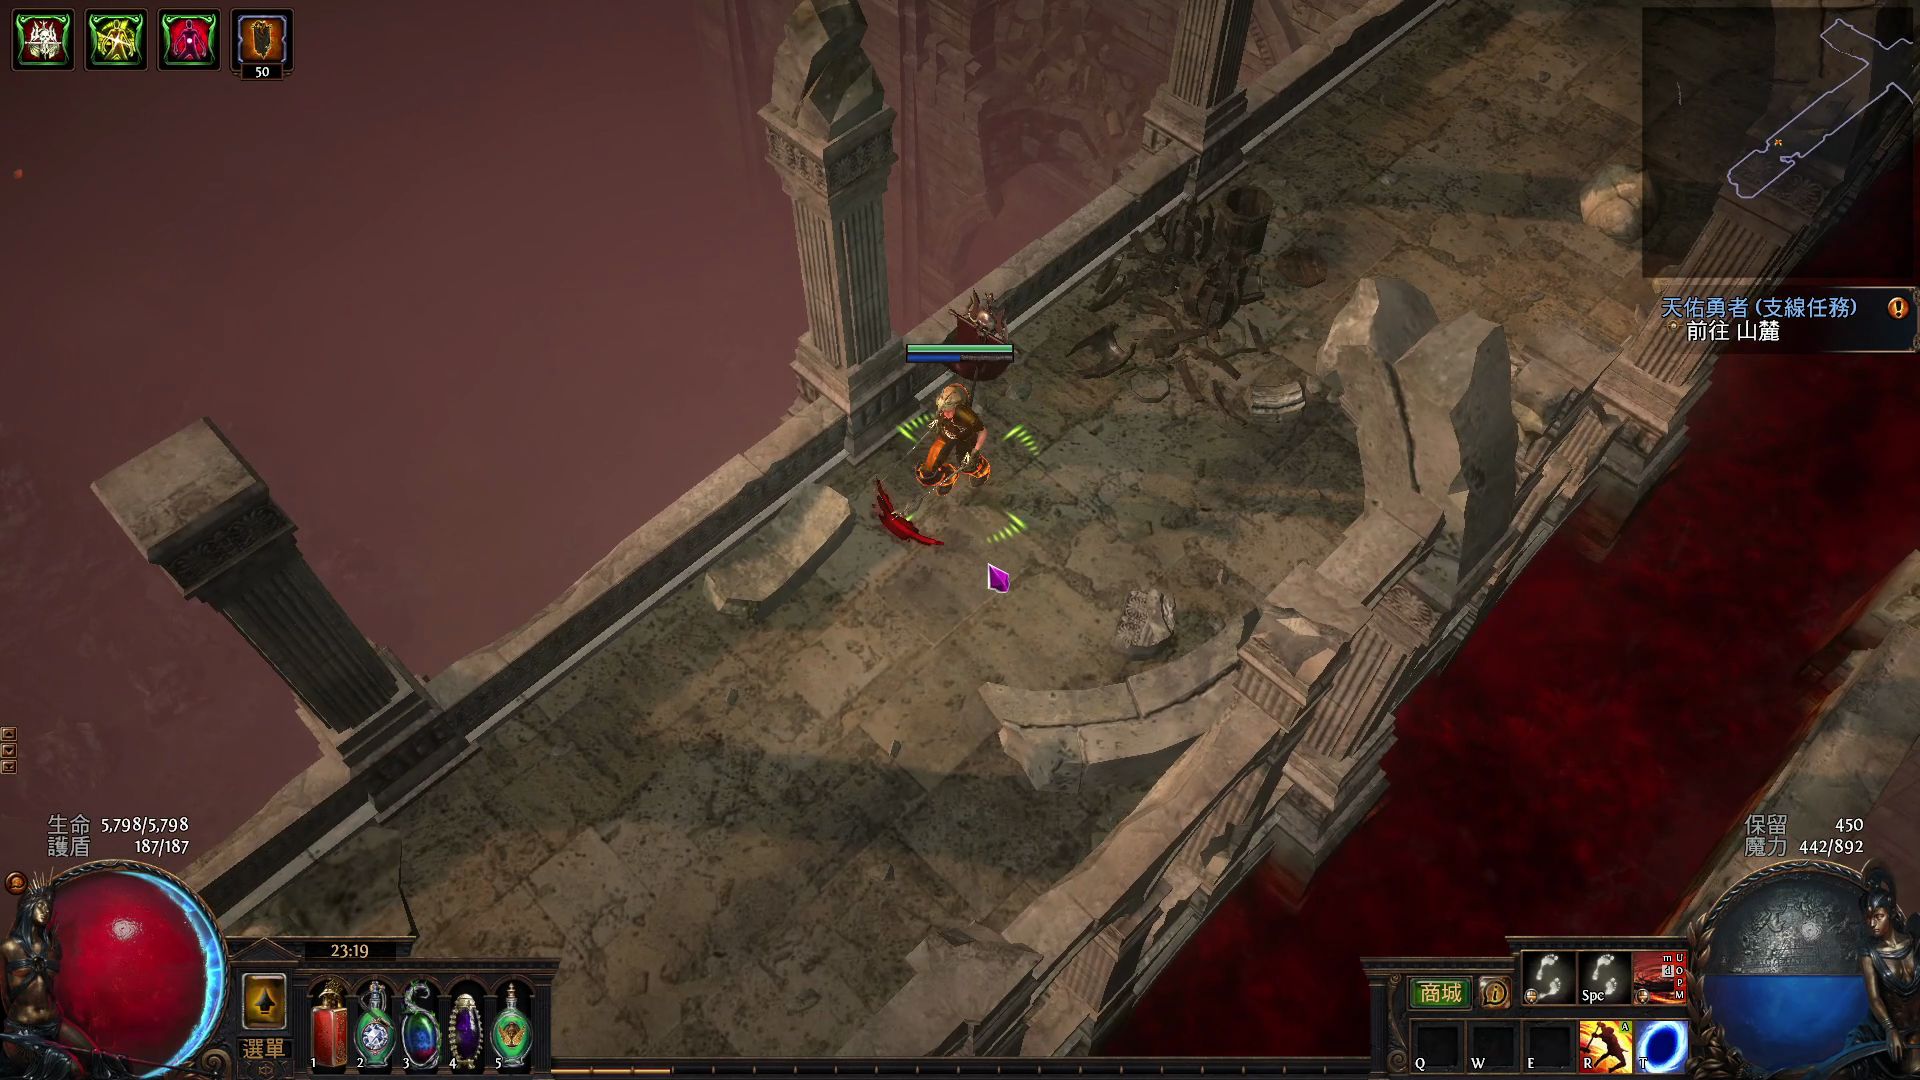 50
天佑勇者 (支線任務)
前往 山麓
生命 5,798/5,798
護盾 187/187
保留 450
魔力 442/892
23:19
選單
1 2 3 4 5
商城
Spc
m U
d O
P
M
Q W E R A T